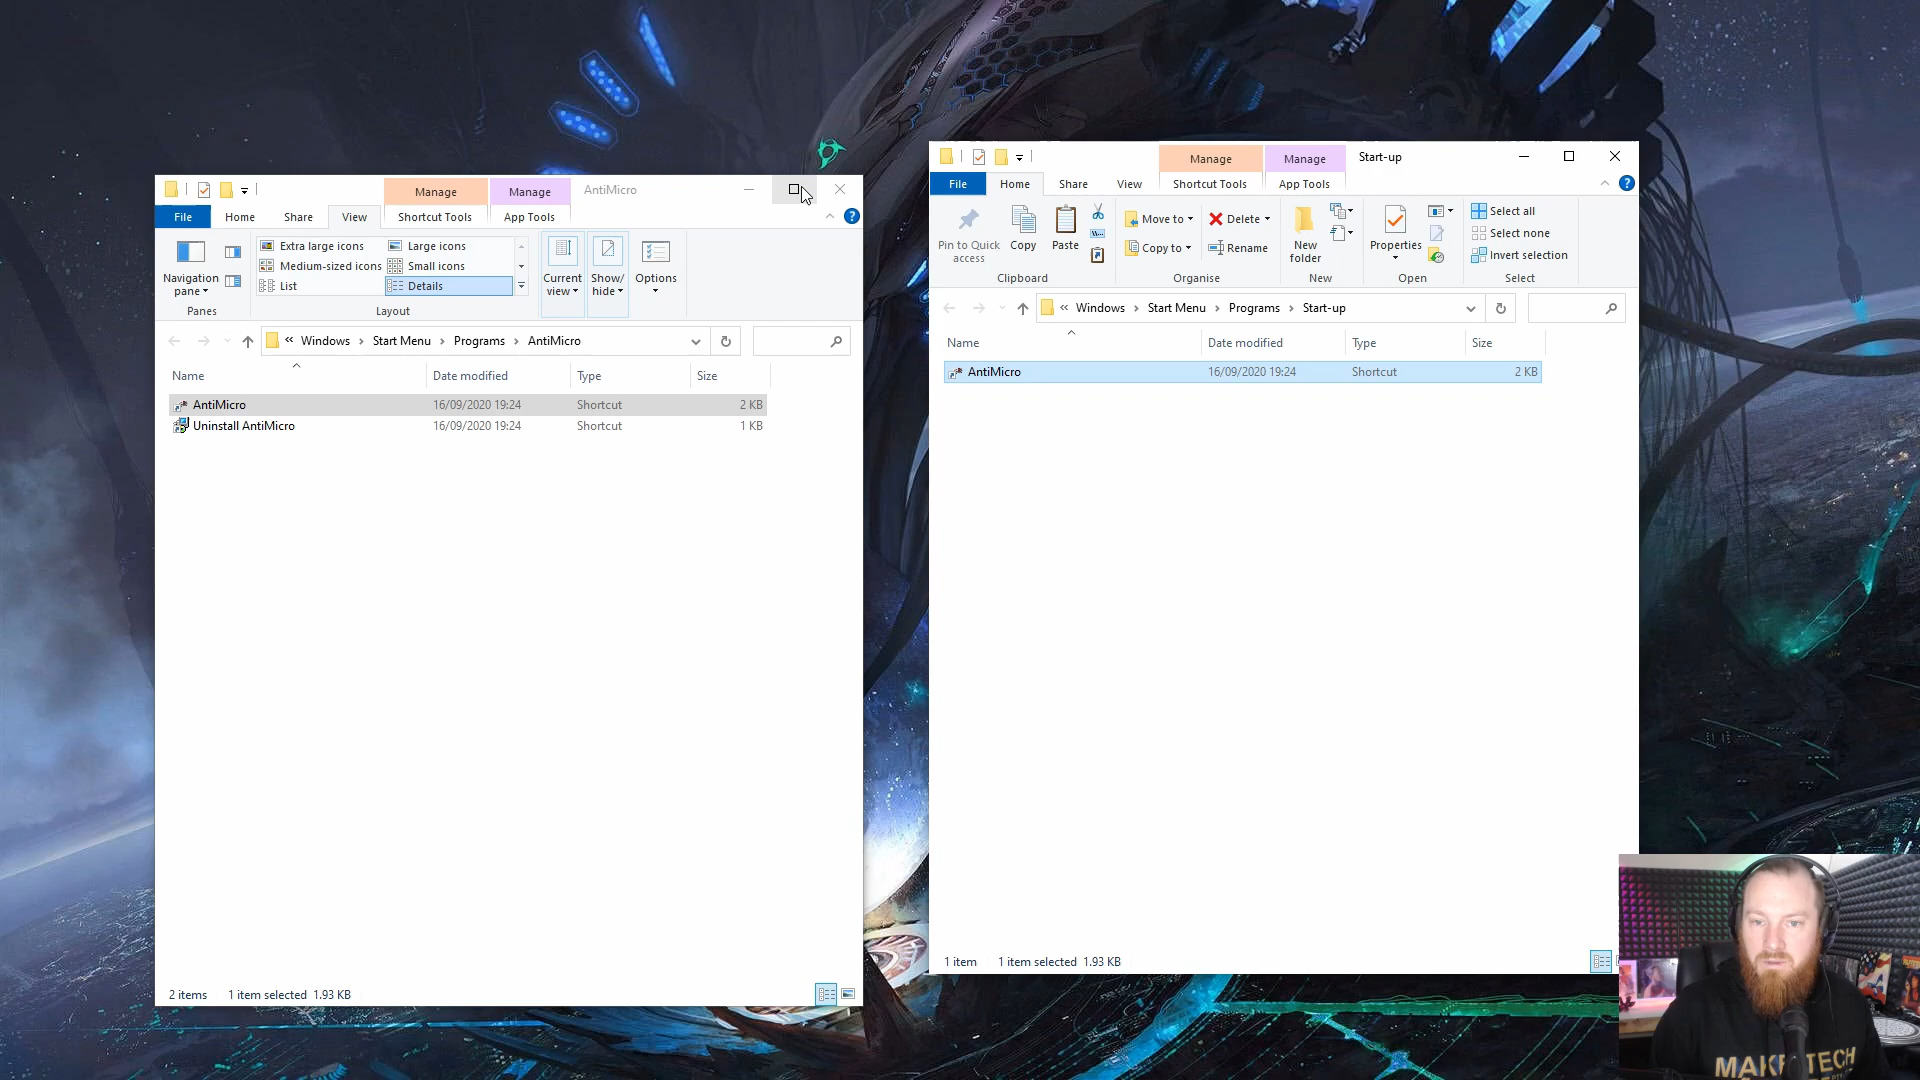 Manage Manage AntiMicro
File Home Share View Shortcut Tools App Tools
Navigation pane
Extra large icons Large icons
Medium-sized icons Small icons
List Details
Current view Show/ hide Options
Panes Layout
« Windows › Start Menu › Programs › AntiMicro
Name Date modified Type Size
AntiMicro 16/09/2020 19:24 Shortcut 2 KB
Uninstall AntiMicro 16/09/2020 19:24 Shortcut 1 KB
2 items 1 item selected 1.93 KB
Manage Manage Start-up
File Home Share View Shortcut Tools App Tools
Pin to Quick access
Copy Paste
Move to Delete
Copy to Rename
New folder
Properties
Select all
Select none
Invert selection
Clipboard Organise New Open Select
« Windows › Start Menu › Programs › Start-up
Name Date modified Type Size
AntiMicro 16/09/2020 19:24 Shortcut 2 KB
1 item 1 item selected 1.93 KB
MAKE TECH